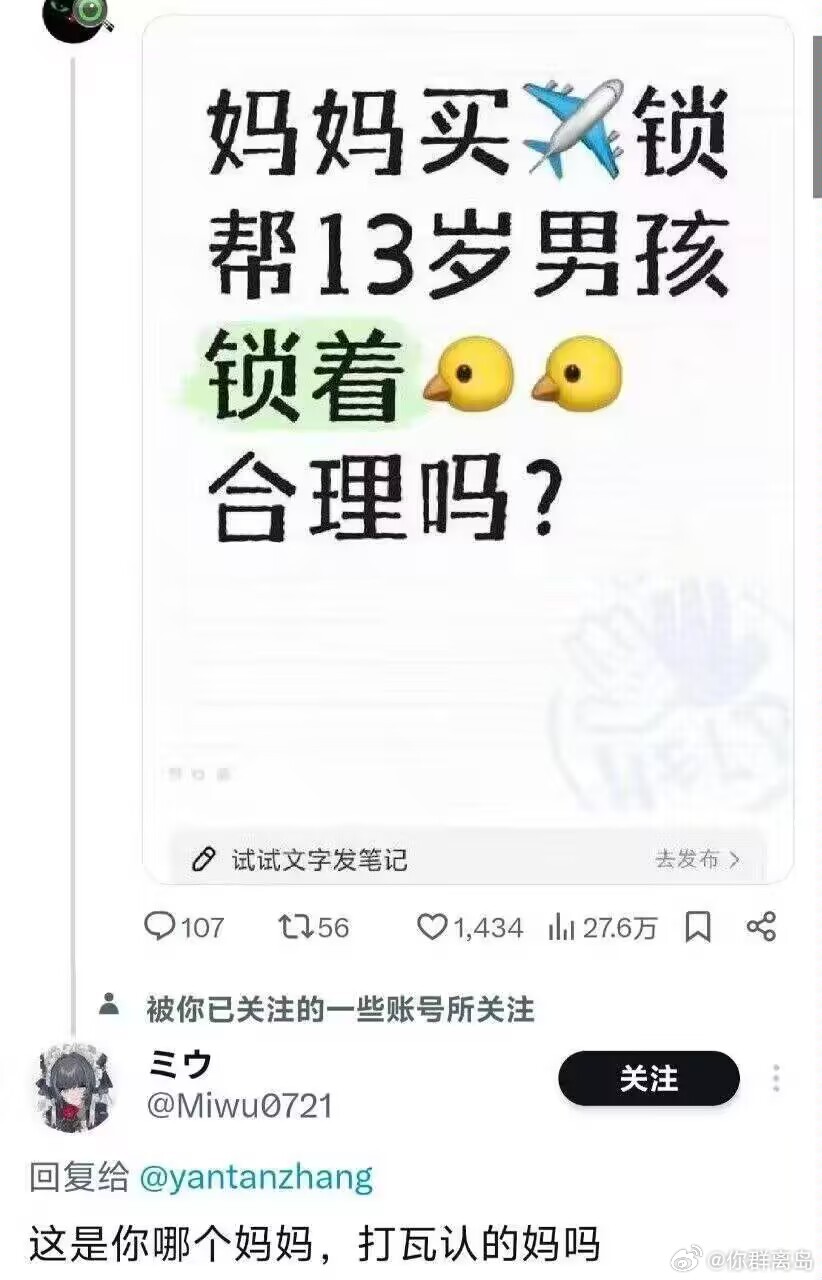 妈妈买✈️锁
帮13岁男孩
锁着🐤🐤
合理吗?
试试文字发笔记
去发布 >
107 56 1,434 27.6万
被你已关注的一些账号所关注
ミウ
关注
@Miwu0721
回复给 @yantanzhang
这是你哪个妈妈，打瓦认的妈吗
@你群离岛